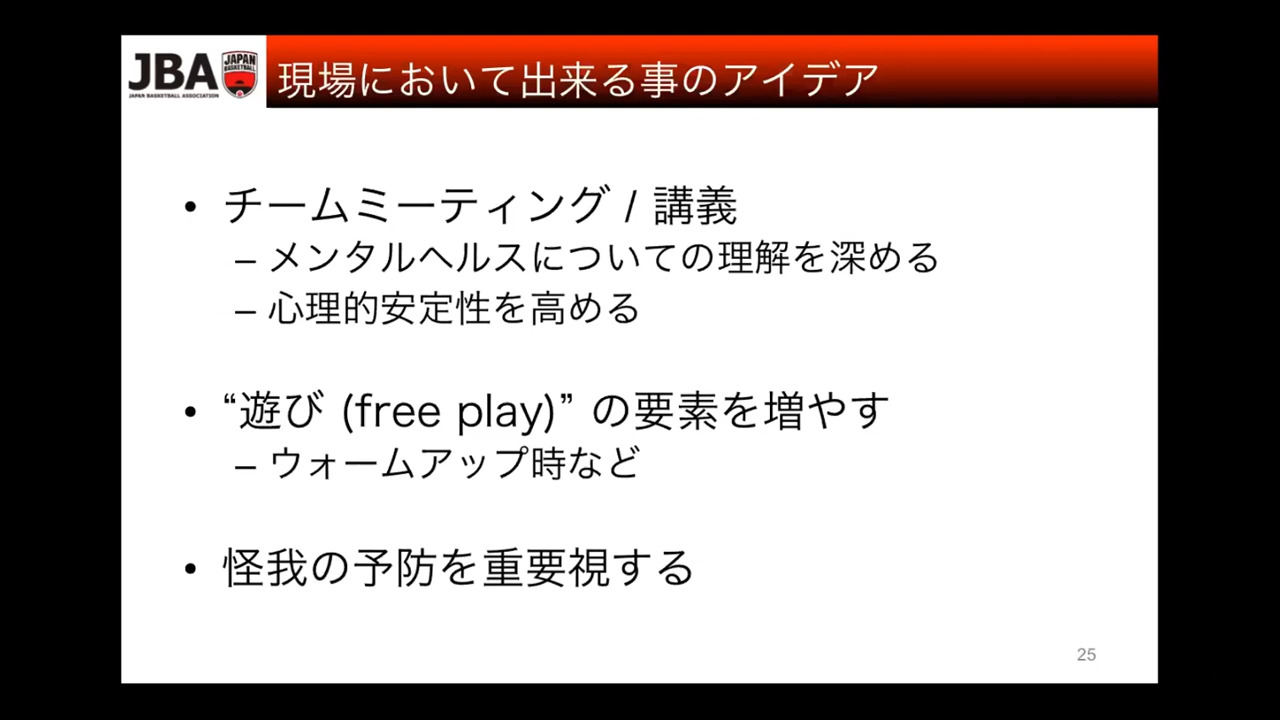 JBA
JAPAN BASKETBALL ASSOCIATION
JAPAN
BASKETBALL
現場において出来る事のアイデア
• チームミーティング / 講義
– メンタルヘルスについての理解を深める
– 心理的安定性を高める
• “遊び (free play)” の要素を増やす
– ウォームアップ時など
• 怪我の予防を重要視する
25